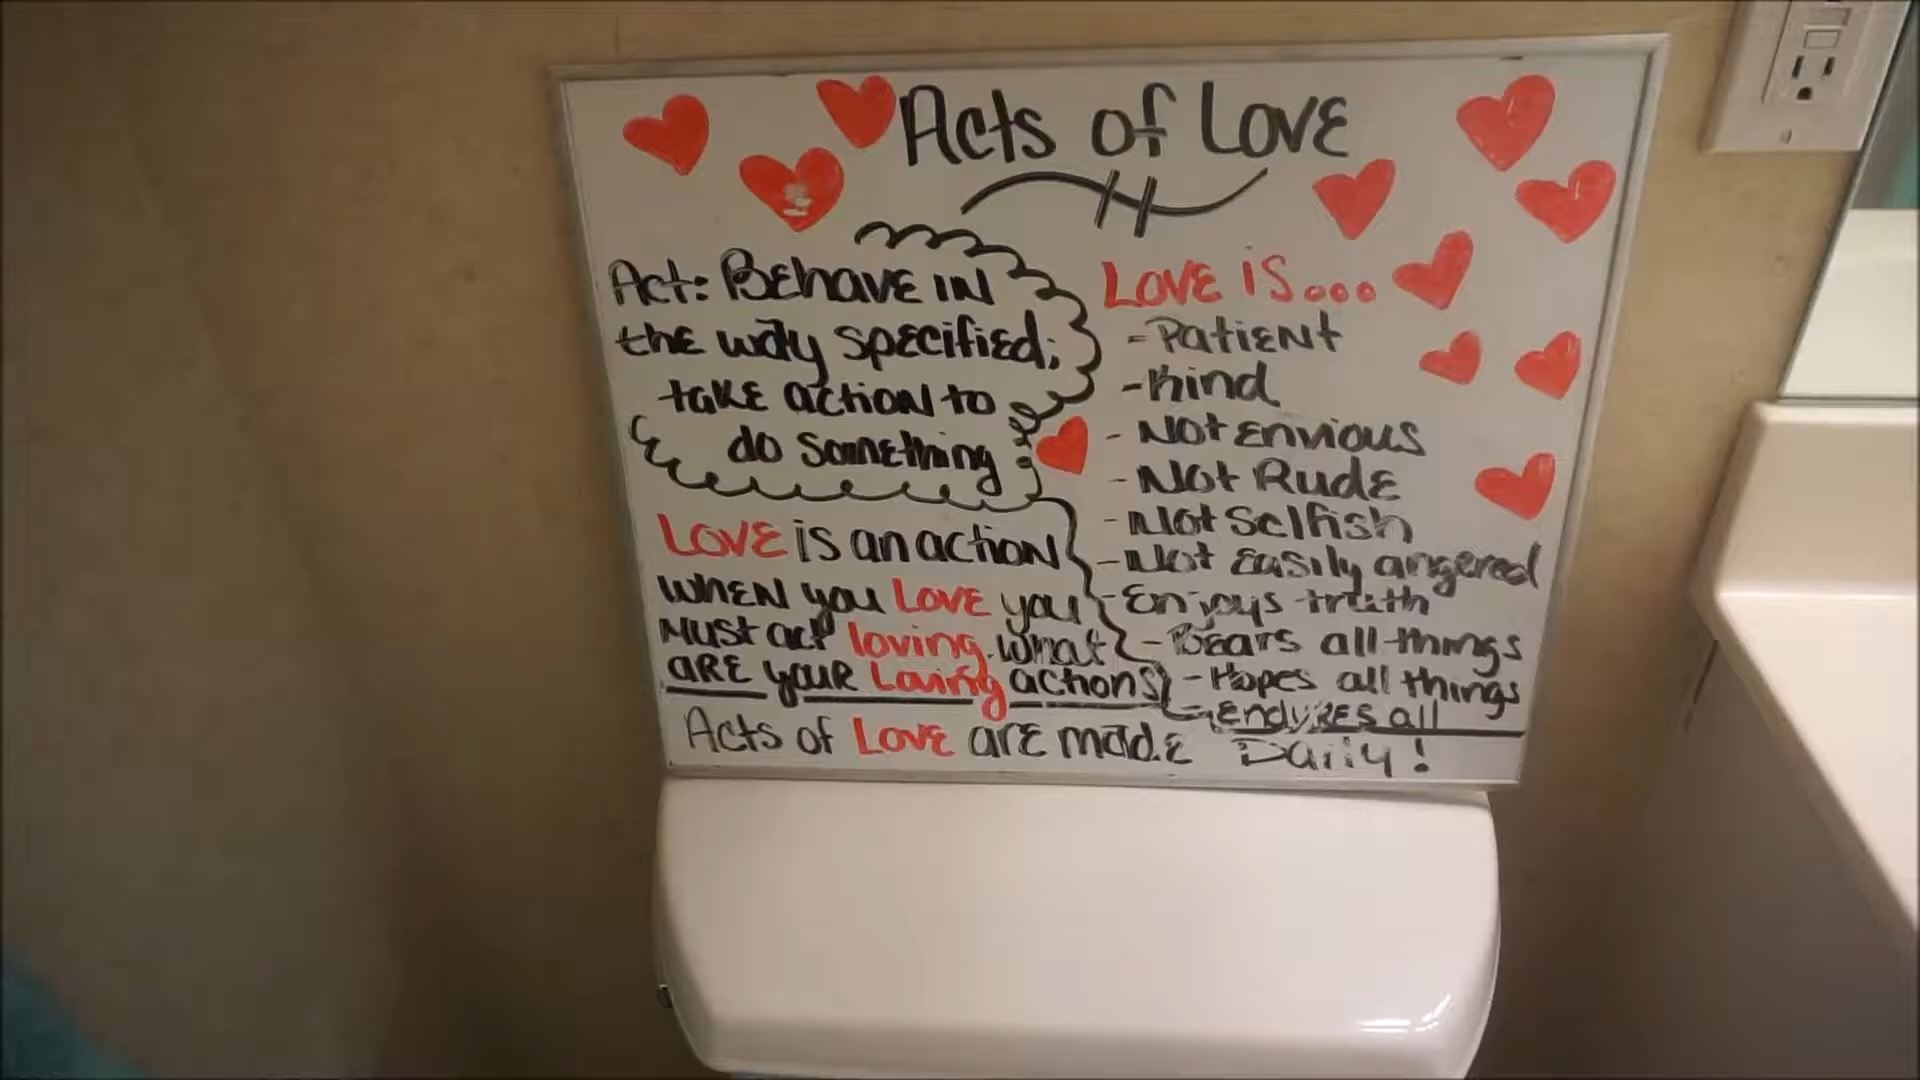 Acts of Love
Act: Behave in
the way specified;
take action to
do something
Love is an action
when you Love you
must act loving. what
are your Loving actions
Love is...
- Patient
- Kind
- Not envious
- Not Rude
- Not Selfish
- Not easily angered
- Enjoys truth
- Bears all things
- Hopes all things
- endures all
Acts of Love are made Daily!